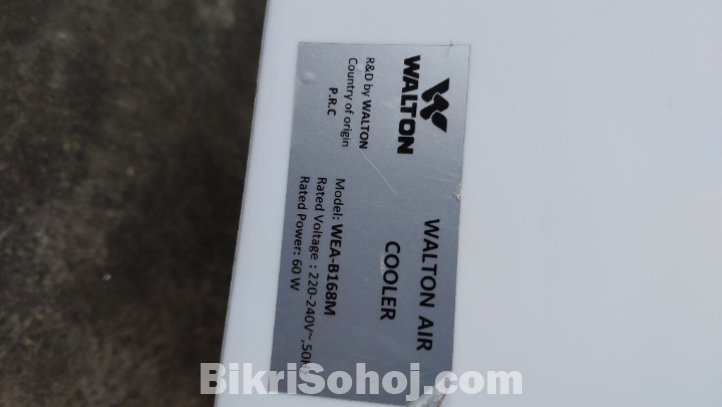 WALTON
R&D by WALTON
Country of origin
P.R.C
WALTON AIR
COOLER
Model: WEA-B168M
Rated Voltage : 220-240V~,50Hz
Rated Power: 60 W
BikriSohoj.com